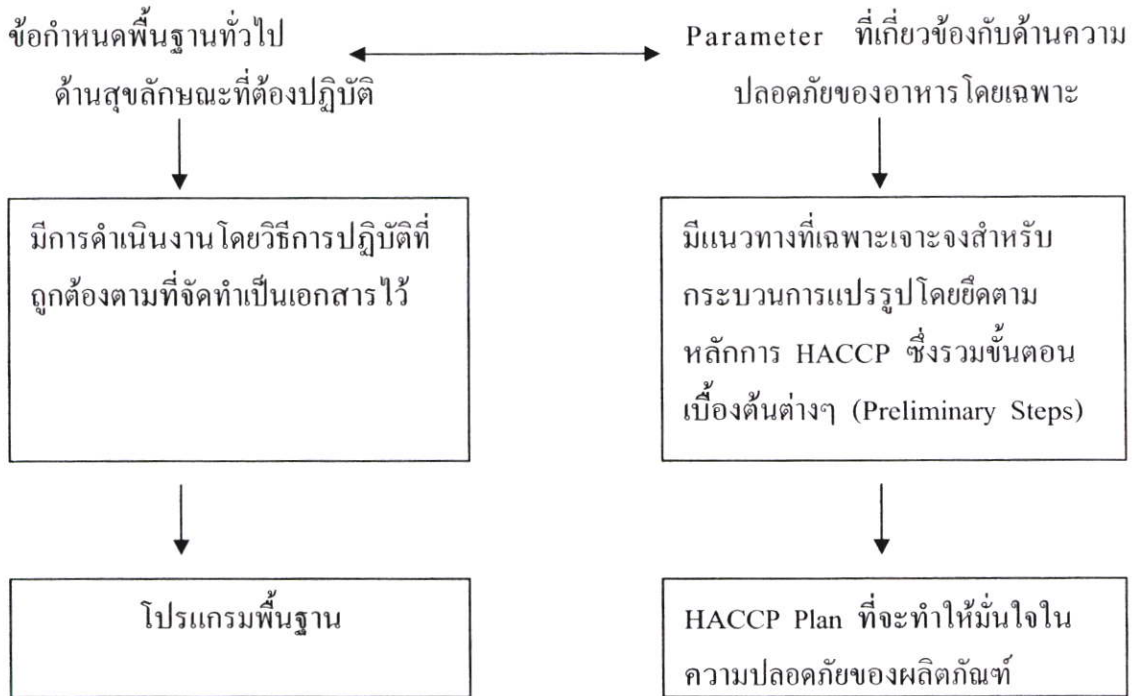 ข้อกำหนดพื้นฐานทั่วไป
ด้านสุขลักษณะที่ต้องปฏิบัติ
Parameter ที่เกี่ยวข้องกับด้านความ
ปลอดภัยของอาหารโดยเฉพาะ
มีการดำเนินงานโดยวิธีการปฏิบัติที่
ถูกต้องตามที่จัดทำเป็นเอกสารไว้
มีแนวทางที่เฉพาะเจาะจงสำหรับ
กระบวนการแปรรูปโดยยึดตาม
หลักการ HACCP ซึ่งรวมขั้นตอน
เบื้องต้นต่างๆ (Preliminary Steps)
โปรแกรมพื้นฐาน
HACCP Plan ที่จะทำให้มั่นใจใน
ความปลอดภัยของผลิตภัณฑ์